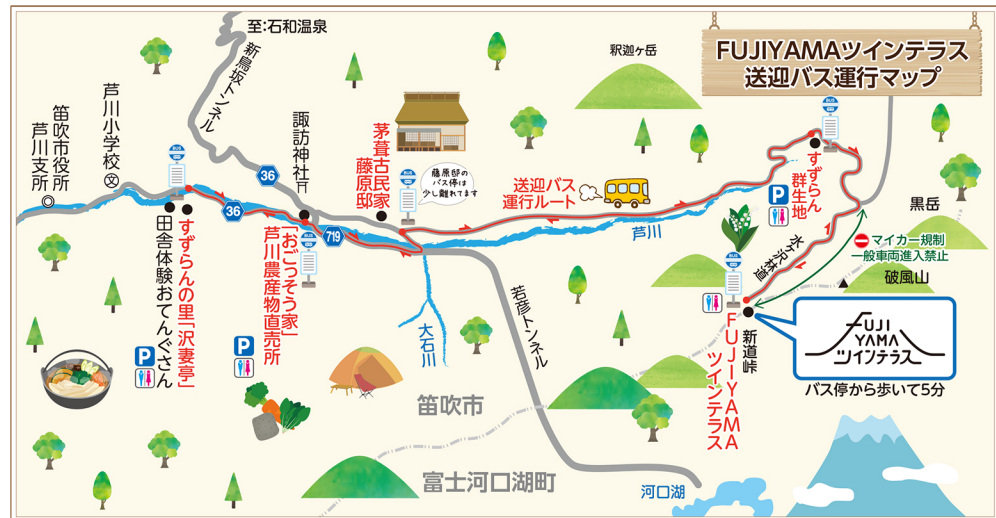 FUJIYAMAツインテラス
送迎バス運行マップ
至:石和温泉
新鳥坂トンネル
釈迦ヶ岳
笛吹市役所
芦川支所
芦川小学校
文
BUS
36
諏訪神社
茅葺古民家
藤原邸
BUS
藤原邸の
バス停は
少し離れてます
送迎バス
運行ルート
BUS
すずらん
群生地
P
黒岳
36
719
芦川
水ケ沢林道
マイカー規制
一般車両進入禁止
破風山
田舎体験おてんぐさん
すずらんの里「沢妻亭」
P
「おごっそう家」
芦川農産物直売所
BUS
P
大石川
若彦トンネル
BUS
新道峠
FUJIYAMA
ツインテラス
FUJI
YAMA
ツインテラス
バス停から歩いて5分
笛吹市
富士河口湖町
河口湖